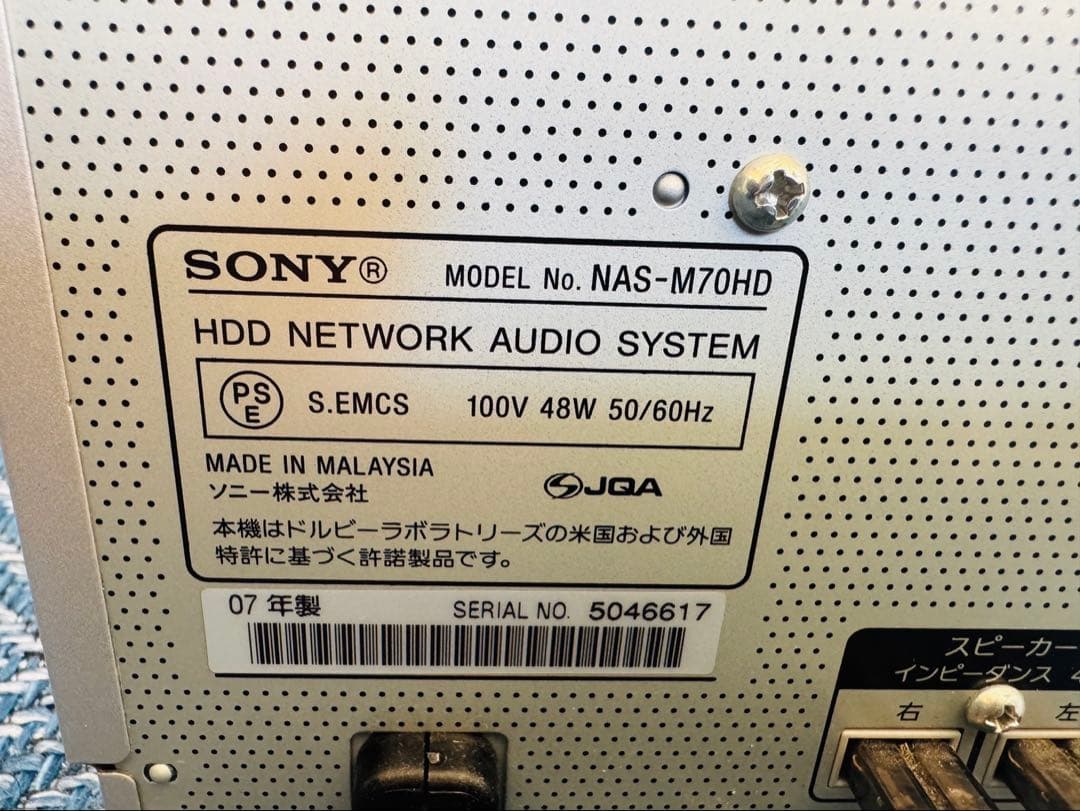 SONY® MODEL No. NAS-M70HD
HDD NETWORK AUDIO SYSTEM
PSE S.EMCS 100V 48W 50/60Hz
MADE IN MALAYSIA
ソニー株式会社 JQA
本機はドルビーラボラトリーズの米国および外国
特許に基づく許諾製品です。
07 年製 SERIAL NO. 5046617
スピーカー
インピーダンス
右 左